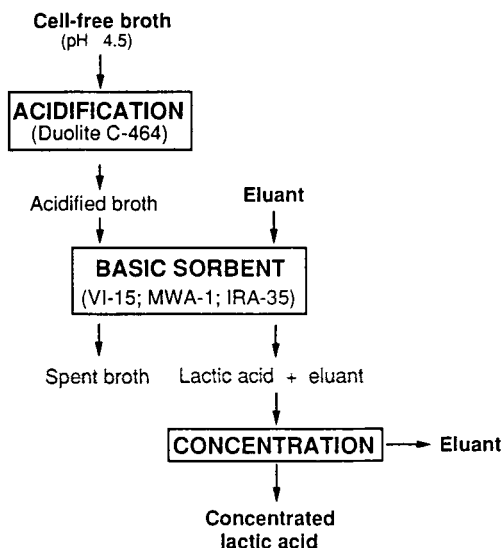 Cell-free broth
(pH 4.5)
ACIDIFICATION
(Duolite C-464)
Acidified broth
Eluant
BASIC SORBENT
(VI-15; MWA-1; IRA-35)
Spent broth
Lactic acid + eluant
CONCENTRATION
Eluant
Concentrated
lactic acid